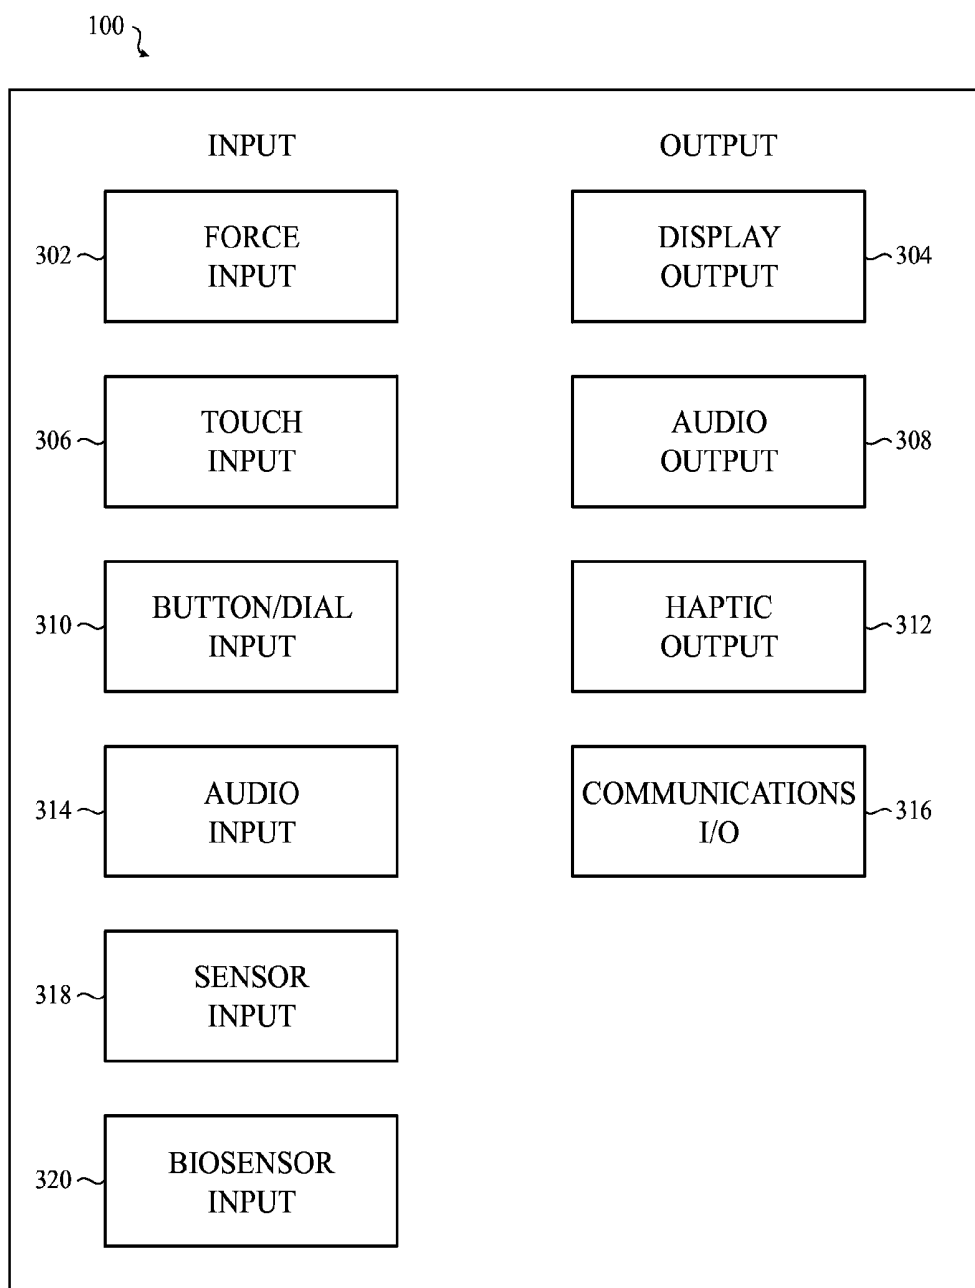 100
INPUT
OUTPUT
302
FORCE
INPUT
DISPLAY
OUTPUT
304
306
TOUCH
INPUT
AUDIO
OUTPUT
308
310
BUTTON/DIAL
INPUT
HAPTIC
OUTPUT
312
314
AUDIO
INPUT
COMMUNICATIONS
I/O
316
318
SENSOR
INPUT
320
BIOSENSOR
INPUT